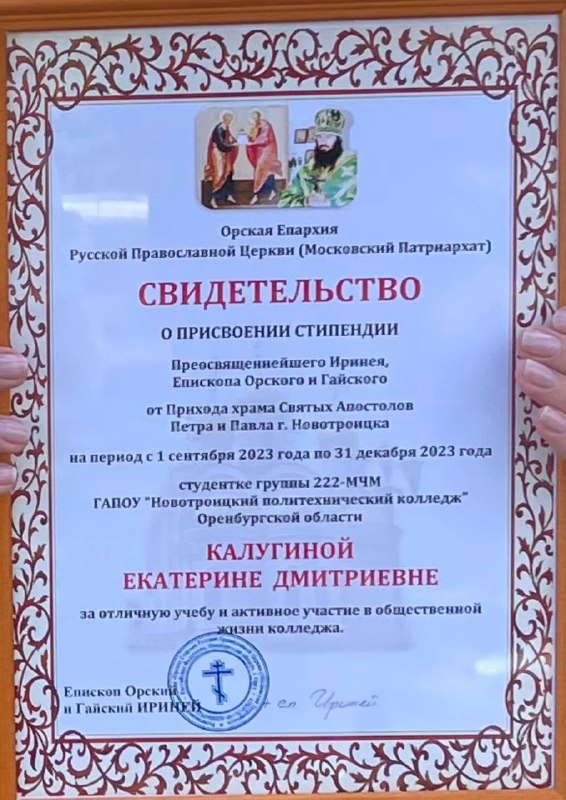 Орская Епархия
Русской Православной Церкви (Московский Патриархат)
СВИДЕТЕЛЬСТВО
О ПРИСВОЕНИИ СТИПЕНДИИ
Преосвященнейшего Иринея,
Епископа Орского и Гайского
от Прихода храма Святых Апостолов
Петра и Павла г. Новотроицка
на период с 1 сентября 2023 года по 31 декабря 2023 года
студентке группы 222-МЧМ
ГАПОУ "Новотроицкий политехнический колледж"
Оренбургской области
КАЛУГИНОЙ
ЕКАТЕРИНЕ ДМИТРИЕВНЕ
за отличную учебу и активное участие в общественной
жизни колледжа.
Епископ Орский
и Гайский ИРИНЕЙ
+ еп. Ириней